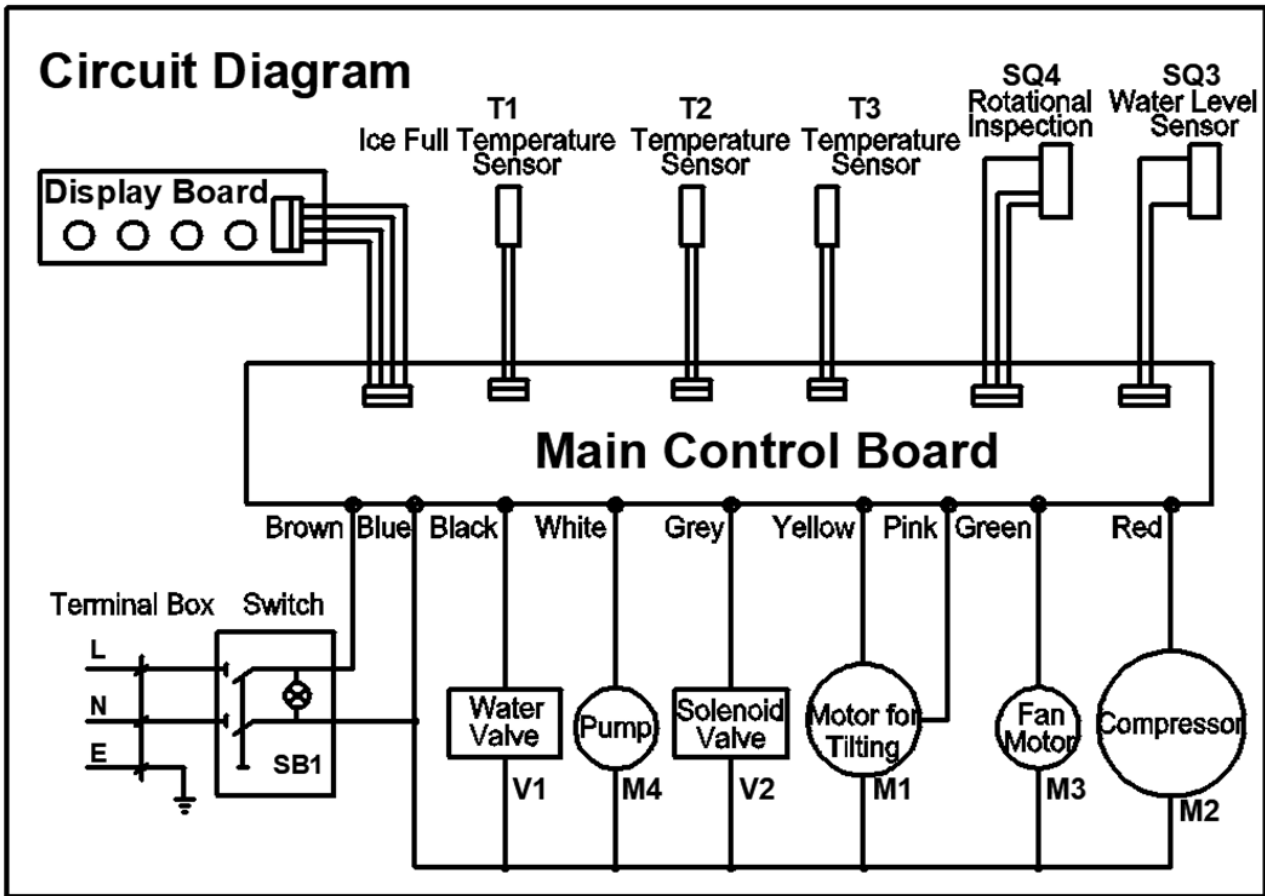 Circuit Diagram
T1
Ice Full Temperature
Sensor
T2
Temperature
Sensor
T3
Temperature
Sensor
SQ4
Rotational
Inspection
SQ3
Water Level
Sensor
Display Board
Main Control Board
Brown
Blue
Black
White
Grey
Yellow
Pink
Green
Red
Terminal Box
Switch
L
N
E
SB1
Water
Valve
V1
Pump
M4
Solenoid
Valve
V2
Motor for
Tilting
M1
Fan
Motor
M3
Compressor
M2